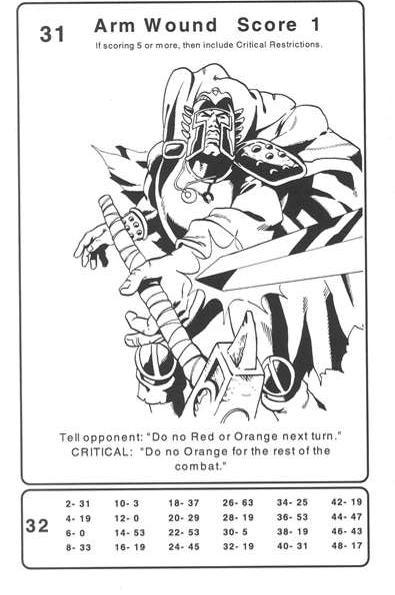 31 Arm Wound Score 1
If scoring 5 or more, then include Critical Restrictions.
Tell opponent: "Do no Red or Orange next turn."
CRITICAL: "Do no Orange for the rest of the
combat."
32
2- 31 10- 3 18- 37 26- 63 34- 25 42- 19
4- 19 12- 0 20- 29 28- 19 36- 53 44- 47
6- 0 14- 53 22- 53 30- 5 38- 19 46- 43
8- 33 16- 19 24- 45 32- 19 40- 31 48- 17